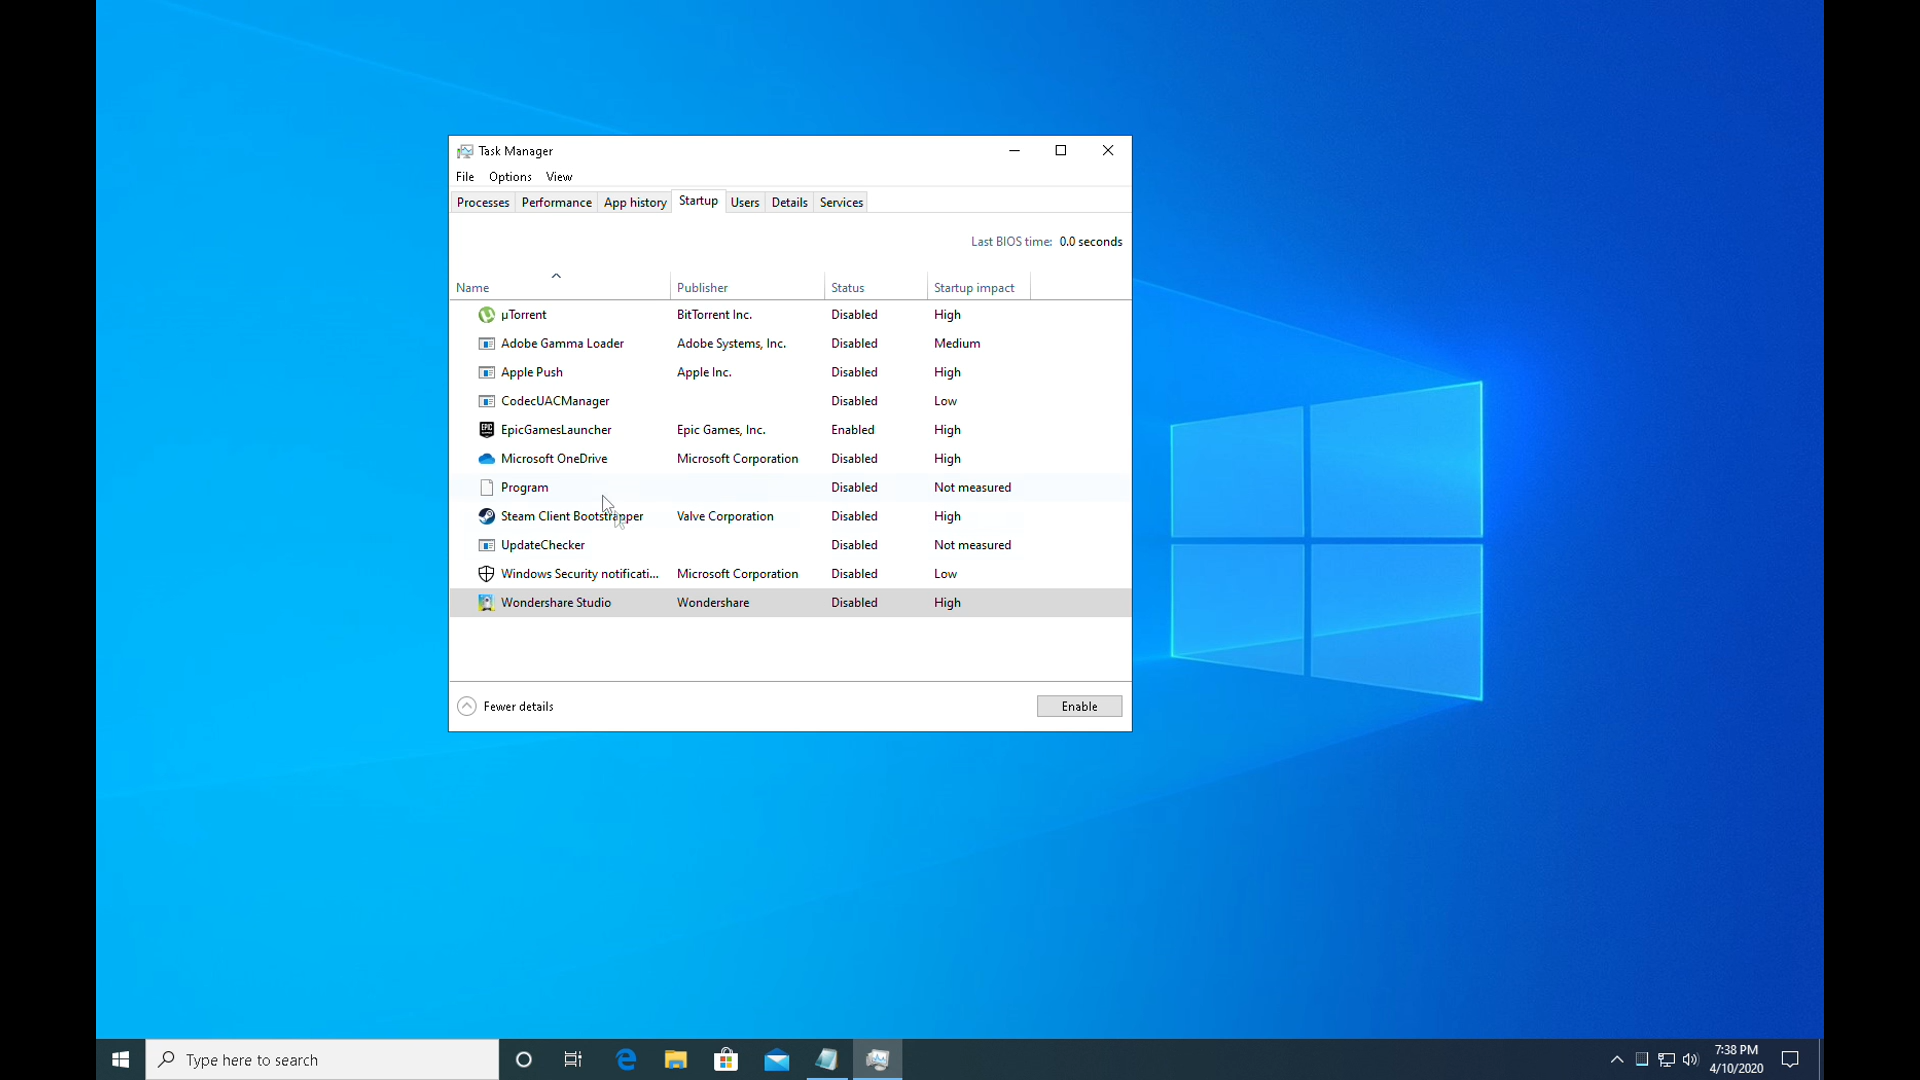 Task Manager
File Options View
Processes Performance App history Startup Users Details Services
Last BIOS time: 0.0 seconds
Name Publisher Status Startup impact
µTorrent BitTorrent Inc. Disabled High
Adobe Gamma Loader Adobe Systems, Inc. Disabled Medium
Apple Push Apple Inc. Disabled High
CodecUACManager Disabled Low
EPIC EpicGamesLauncher Epic Games, Inc. Enabled High
Microsoft OneDrive Microsoft Corporation Disabled High
Program Disabled Not measured
Steam Client Bootstrapper Valve Corporation Disabled High
UpdateChecker Disabled Not measured
Windows Security notificati... Microsoft Corporation Disabled Low
Wondershare Studio Wondershare Disabled High
Fewer details Enable
Type here to search
7:38 PM
4/10/2020